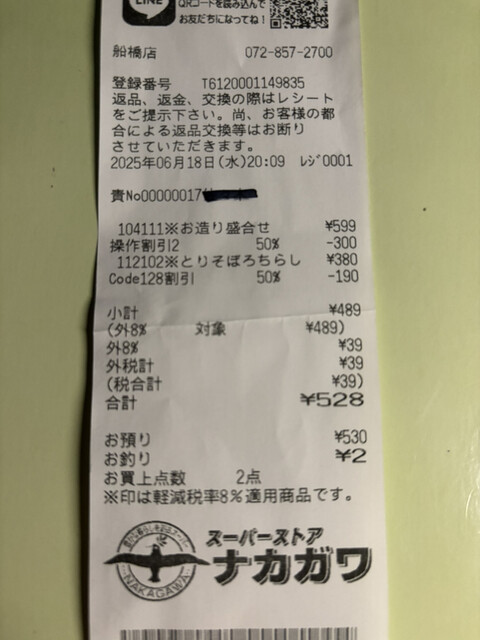 LINE
QRコードを読み込んで
お友だちになってね!
船橋店 072-857-2700
登録番号 T6120001149835
返品、返金、交換の際はレシート
をご提示下さい。尚、お客様の都
合による返品交換等はお断り
させていただきます。
2025年06月18日(水)20:09 レジ0001
責No00000017
104111※お造り盛合せ ¥599
操作割引2 50% -300
112102※とりそぼろちらし ¥380
Code128割引 50% -190
小計 ¥489
(外8% 対象 ¥489)
外8% ¥39
外税計 ¥39
(税合計 ¥39)
合計 ¥528
お預り ¥530
お釣り ¥2
お買上点数 2点
※印は軽減税率8%適用商品です。
スーパーストア
ナカガワ
NAKAGAWA